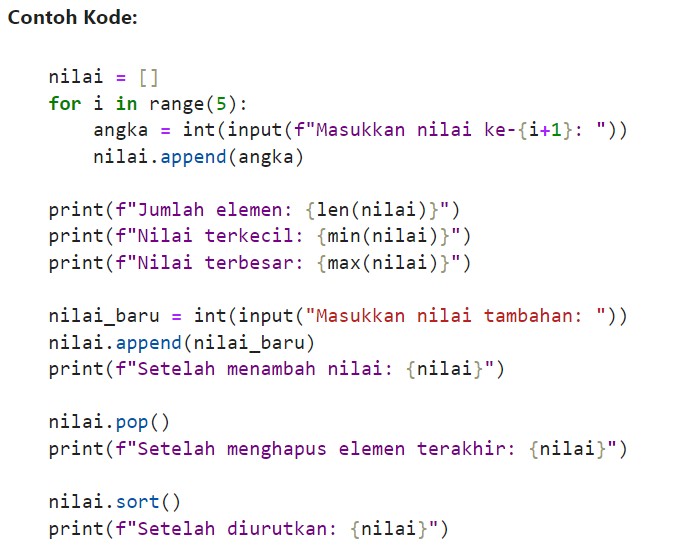 Contoh Kode:
nilai = []
for i in range(5):
    angka = int(input(f"Masukkan nilai ke-{i+1}: "))
    nilai.append(angka)
print(f"Jumlah elemen: {len(nilai)}")
print(f"Nilai terkecil: {min(nilai)}")
print(f"Nilai terbesar: {max(nilai)}")
nilai_baru = int(input("Masukkan nilai tambahan: "))
nilai.append(nilai_baru)
print(f"Setelah menambah nilai: {nilai}")
nilai.pop()
print(f"Setelah menghapus elemen terakhir: {nilai}")
nilai.sort()
print(f"Setelah diurutkan: {nilai}")